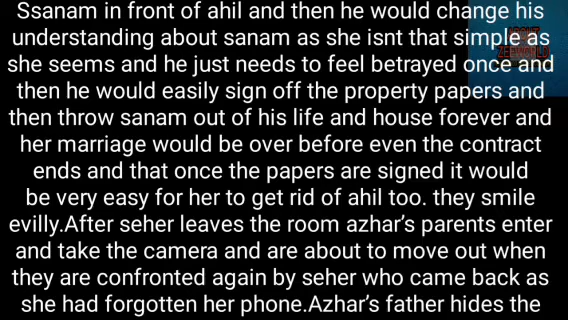 Ssanam in front of ahil and then he would change his
understanding about sanam as she isnt that simple as
she seems and he just needs to feel betrayed once and
then he would easily sign off the property papers and
then throw sanam out of his life and house forever and
her marriage would be over before even the contract
ends and that once the papers are signed it would
be very easy for her to get rid of ahil too. they smile
evilly.After seher leaves the room azhar’s parents enter
and take the camera and are about to move out when
they are confronted again by seher who came back as
she had forgotten her phone.Azhar’s father hides the